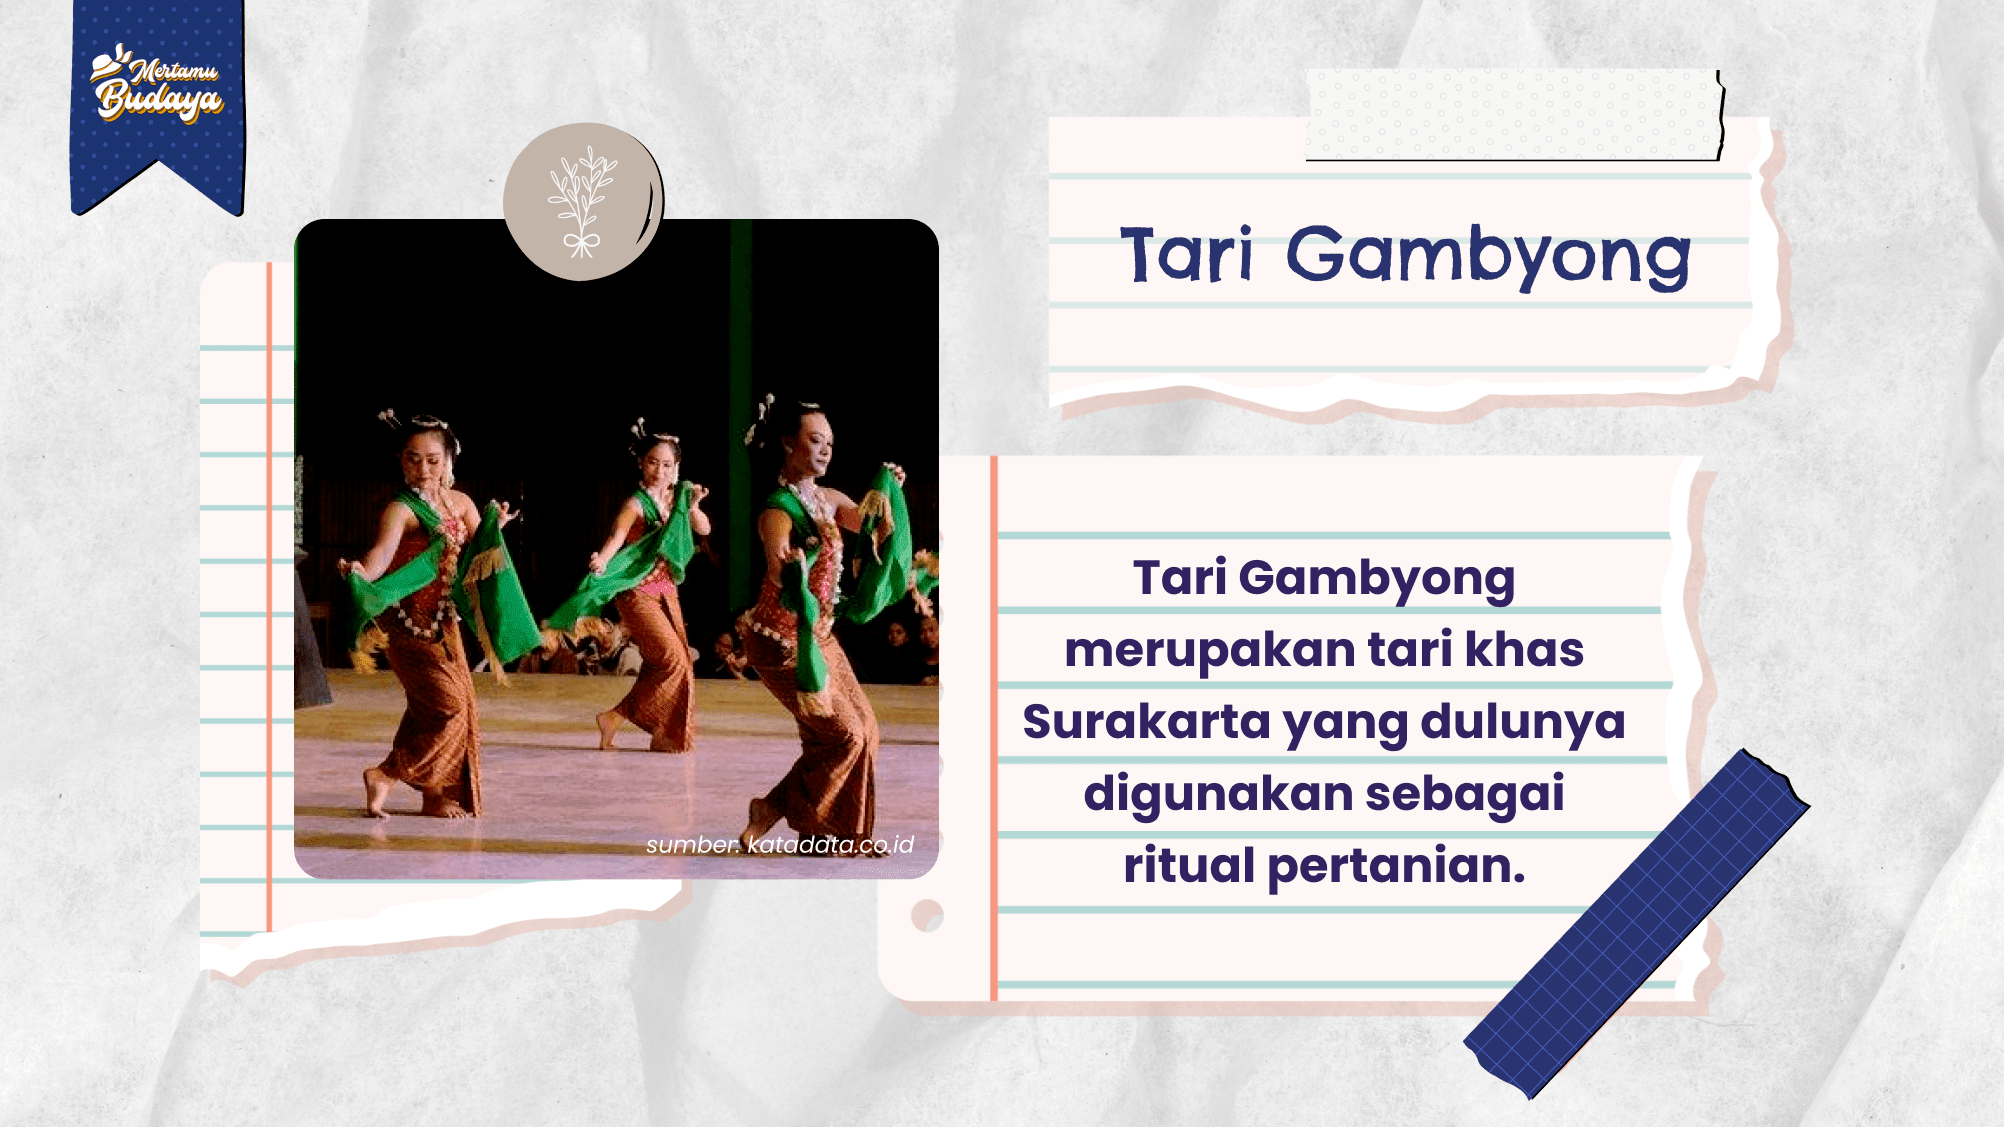 Mertamu
Budaya
Tari Gambyong
Tari Gambyong
merupakan tari khas
Surakarta yang dulunya
digunakan sebagai
ritual pertanian.
sumber: katadata.co.id